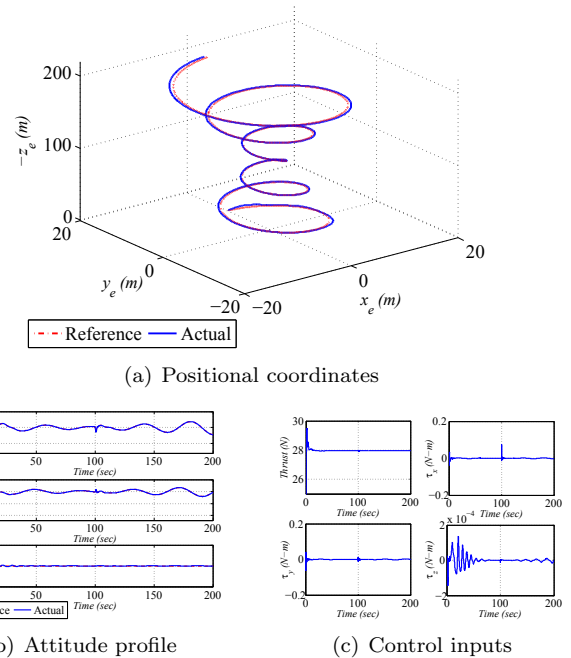 200
100
0
−z_e (m)
20
0
−20
y_e (m)
−20
0
20
x_e (m)
Reference Actual
(a) Positional coordinates
50 100 150 200
Time (sec)
50 100 150 200
Time (sec)
50 100 150 200
Time (sec)
ce Actual
) Attitude profile
30
28
26
Thrust (N)
0 100 200
Time (sec)
0.2
0
−0.2
τ_x (N−m)
0 100 200
Time (sec)
0.2
0
−0.2
τ_y (N−m)
0 100 200
Time (sec)
2 x 10^−4
0
−2
τ_z (N−m)
0 100 200
Time (sec)
(c) Control inputs